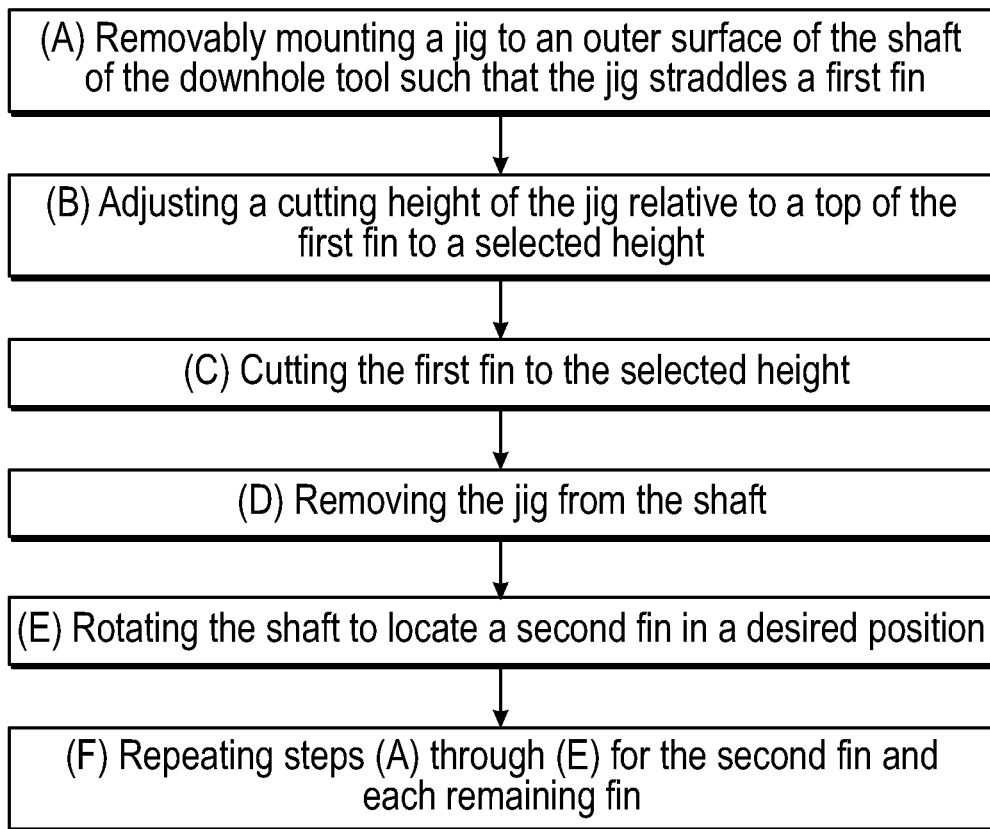 (A) Removably mounting a jig to an outer surface of the shaft
of the downhole tool such that the jig straddles a first fin
(B) Adjusting a cutting height of the jig relative to a top of the
first fin to a selected height
(C) Cutting the first fin to the selected height
(D) Removing the jig from the shaft
(E) Rotating the shaft to locate a second fin in a desired position
(F) Repeating steps (A) through (E) for the second fin and
each remaining fin